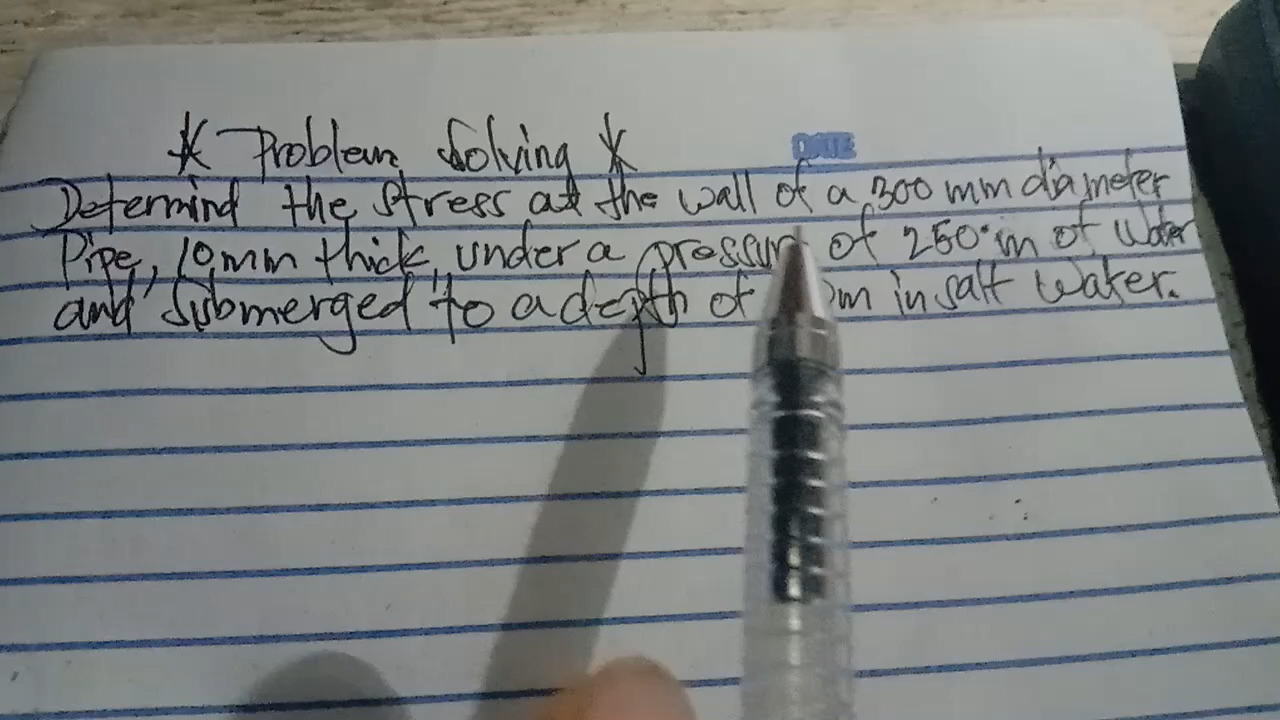 * Problem Solving *
DATE
Determind the stress at the wall of a 300 mm diameter
Pipe, 10mm thick, under a pressure of 250 m of water
and submerged to a depth of m in salt water.